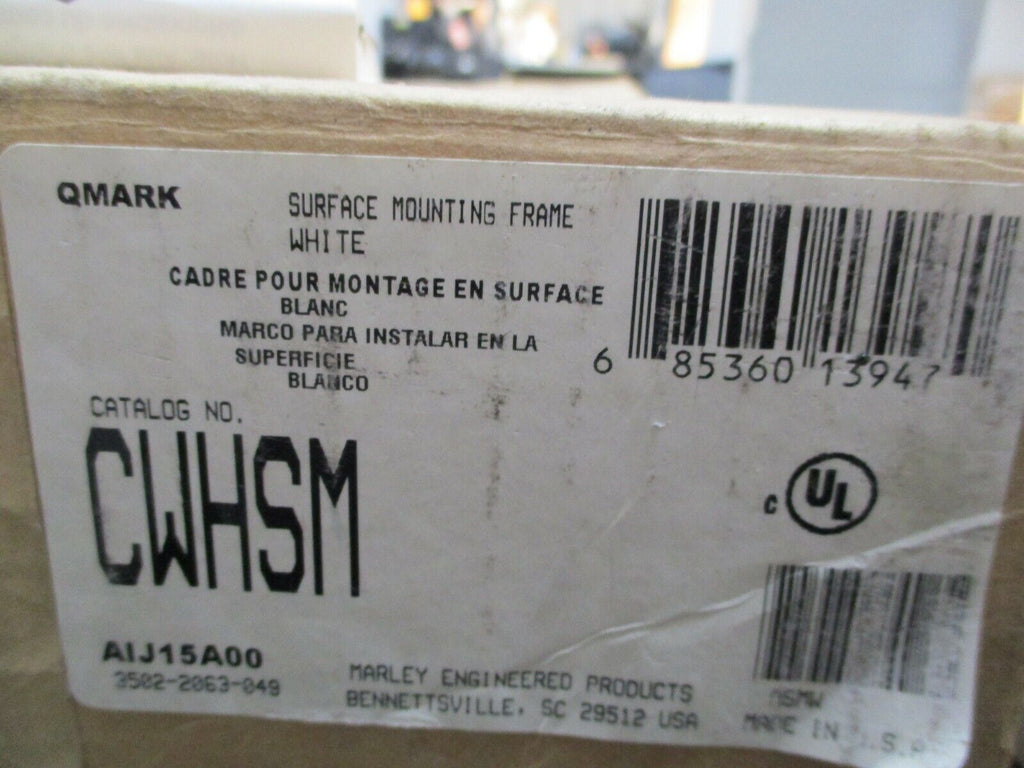 QMARK
SURFACE MOUNTING FRAME
WHITE
CADRE POUR MONTAGE EN SURFACE
BLANC
MARCO PARA INSTALAR EN LA
SUPERFICIE
BLANCO
6 85360 13947
CATALOG NO.
CWHSM
C UL
AIJ15A00
3502-2063-049
MARLEY ENGINEERED PRODUCTS
BENNETTSVILLE, SC 29512 USA
MADE IN